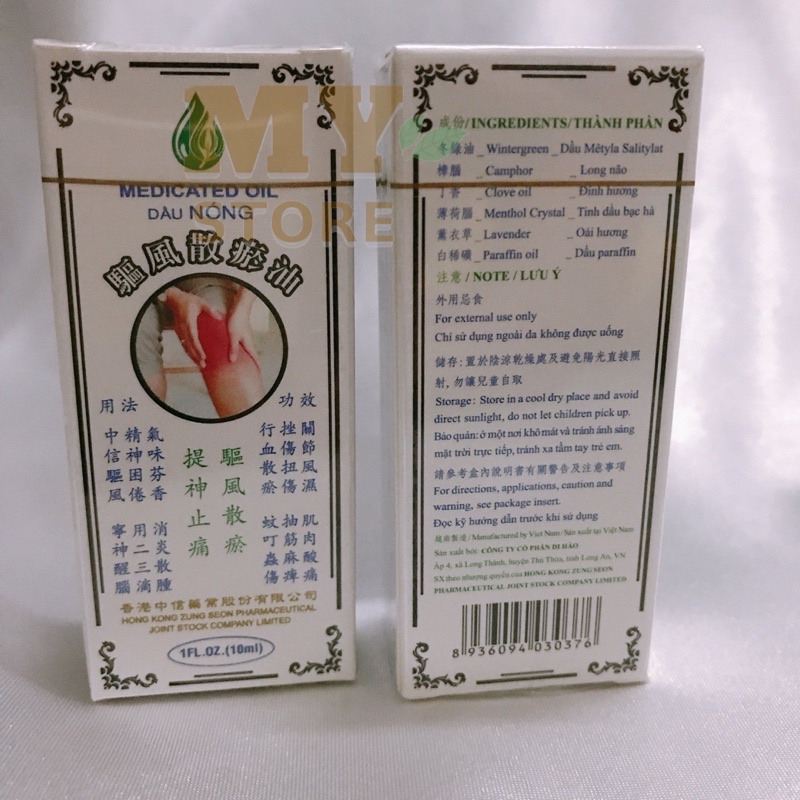 MY
STORE
MEDICATED OIL
DẦU NÓNG
驅風散瘀油
功效
關節風濕
挫傷扭傷
行血散瘀
肌肉酸痛
抽筋麻痺
蚊叮蟲傷
驅風散瘀
提神止痛
用法
氣味芬香
精神困倦
中信驅風
消炎散腫
用二三滴
寧神醒腦
香港中信藥業股份有限公司
HONG KONG ZUNG SEON PHARMACEUTICAL
JOINT STOCK COMPANY LIMITED
1FL.OZ.(10ml)
成份/INGREDIENTS/THÀNH PHẦN
冬綠油 _ Wintergreen _ Dầu Mêtyla Salitylat
樟腦 _ Camphor _ Long não
丁香 _ Clove oil _ Đinh hương
薄荷腦 _ Menthol Crystal _ Tinh dầu bạc hà
薰衣草 _ Lavender _ Oải hương
白稀礦 _ Paraffin oil _ Dầu paraffin
注意 / NOTE / LƯU Ý
外用忌食
For external use only
Chỉ sử dụng ngoài da không được uống
儲存: 置於陰涼乾燥處及避免陽光直接照
射, 勿讓兒童自取
Storage: Store in a cool dry place and avoid
direct sunlight, do not let children pick up.
Bảo quản: ở một nơi khô mát và tránh ánh sáng
mặt trời trực tiếp, tránh xa tầm tay trẻ em.
請參考盒內說明書有關警告及注意事項
For directions, applications, caution and
warning, see package insert.
Đọc kỹ hướng dẫn trước khi sử dụng
越南製造 / Manufactured by Viet Nam / Sản xuất tại Việt Nam
Sản xuất bởi: CÔNG TY CỔ PHẦN DI HẢO
Ấp 4, xã Long Thành, huyện Thủ Thừa, tỉnh Long An, VN
SX theo nhượng quyền của HONG KONG ZUNG SEON
PHARMACEUTICAL JOINT STOCK COMPANY LIMITED
8 936094 030376